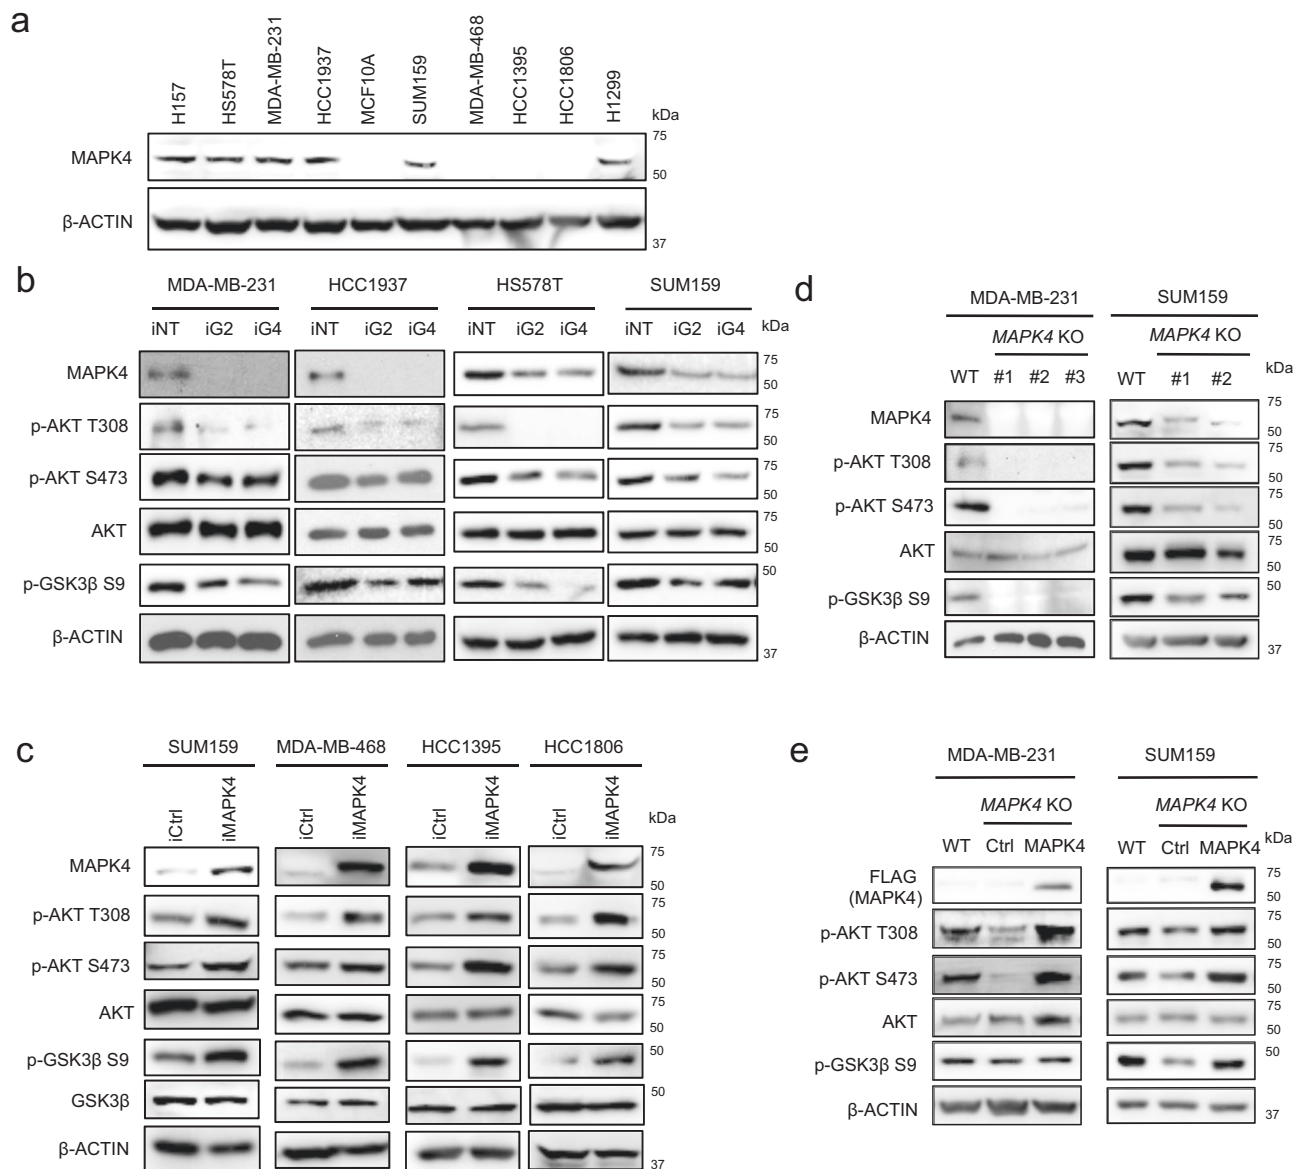 a
H157 HS578T MDA-MB-231 HCC1937 MCF10A SUM159 MDA-MB-468 HCC1395 HCC1806 H1299
kDa
MAPK4 75 50
β-ACTIN 37
b
MDA-MB-231 HCC1937 HS578T SUM159
iNT iG2 iG4 iNT iG2 iG4 iNT iG2 iG4 iNT iG2 iG4 kDa
MAPK4 75 50
p-AKT T308 75 50
p-AKT S473 75 50
AKT 75 50
p-GSK3β S9 50
β-ACTIN 37
c
SUM159 MDA-MB-468 HCC1395 HCC1806
iCtrl iMAPK4 iCtrl iMAPK4 iCtrl iMAPK4 iCtrl iMAPK4 kDa
MAPK4 75 50
p-AKT T308 75 50
p-AKT S473 75 50
AKT 75 50
p-GSK3β S9 50
GSK3β 50
β-ACTIN 37
d
MDA-MB-231 SUM159
MAPK4 KO MAPK4 KO
WT #1 #2 #3 WT #1 #2 kDa
MAPK4 75 50
p-AKT T308 75 50
p-AKT S473 75 50
AKT 75 50
p-GSK3β S9 50
β-ACTIN 37
e
MDA-MB-231 SUM159
MAPK4 KO MAPK4 KO
WT Ctrl MAPK4 WT Ctrl MAPK4 kDa
FLAG 75
(MAPK4) 50
p-AKT T308 75 50
p-AKT S473 75 50
AKT 75 50
p-GSK3β S9 50
β-ACTIN 37